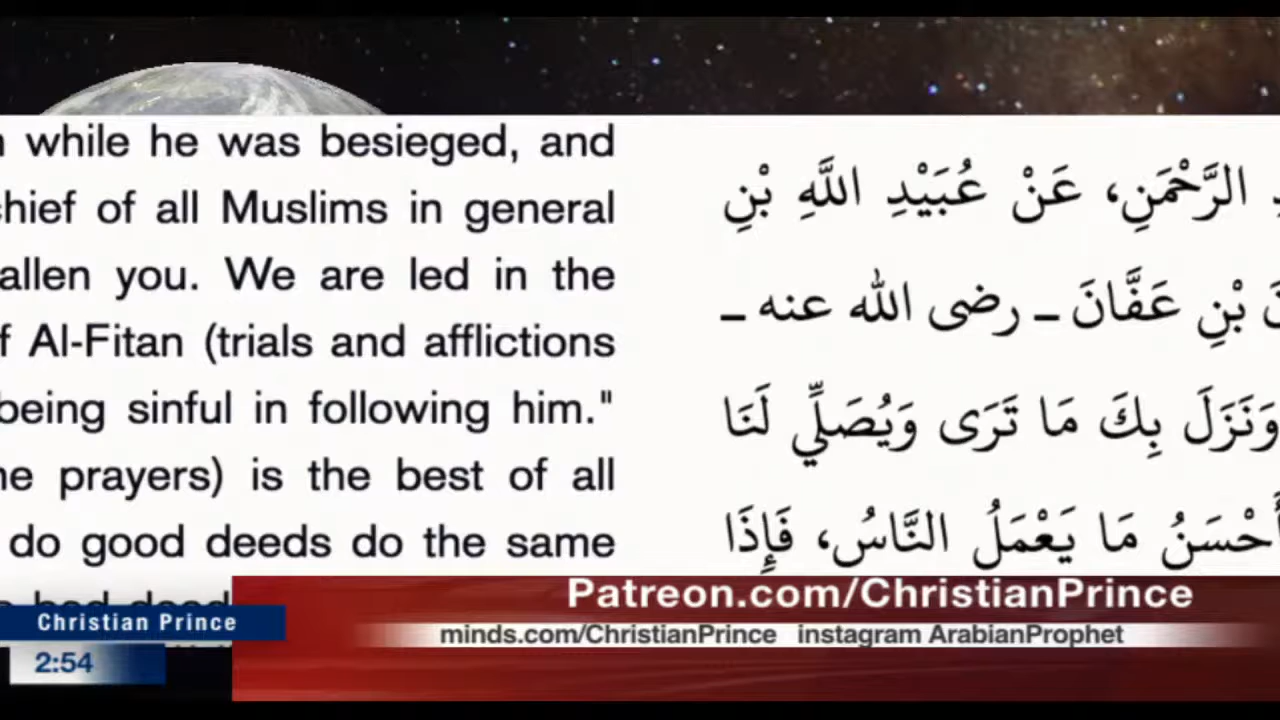 while he was besieged, and
hief of all Muslims in general
allen you. We are led in the
f Al-Fitan (trials and afflictions
being sinful in following him."
e prayers) is the best of all
do good deeds do the same
الرَّحْمَنِ، عَنْ عُبَيْدِ اللَّهِ بْنِ
بْنِ عَفَّانَ ـ رضى الله عنه ـ
وَنَزَلَ بِكَ مَا تَرَى وَيُصَلِّي لَنَا
أَحْسَنُ مَا يَعْمَلُ النَّاسُ، فَإِذَا
Patreon.com/ChristianPrince
Christian Prince
minds.com/ChristianPrince instagram ArabianProphet
2:54